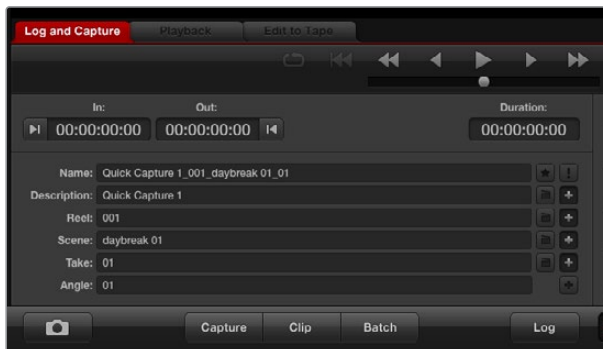 Log and Capture Playback Edit to Tape
In: Out: Duration:
00:00:00:00 00:00:00:00 00:00:00:00
Name: Quick Capture 1_001_daybreak 01_01
Description: Quick Capture 1
Reel: 001
Scene: daybreak 01
Take: 01
Angle: 01
Capture Clip Batch Log